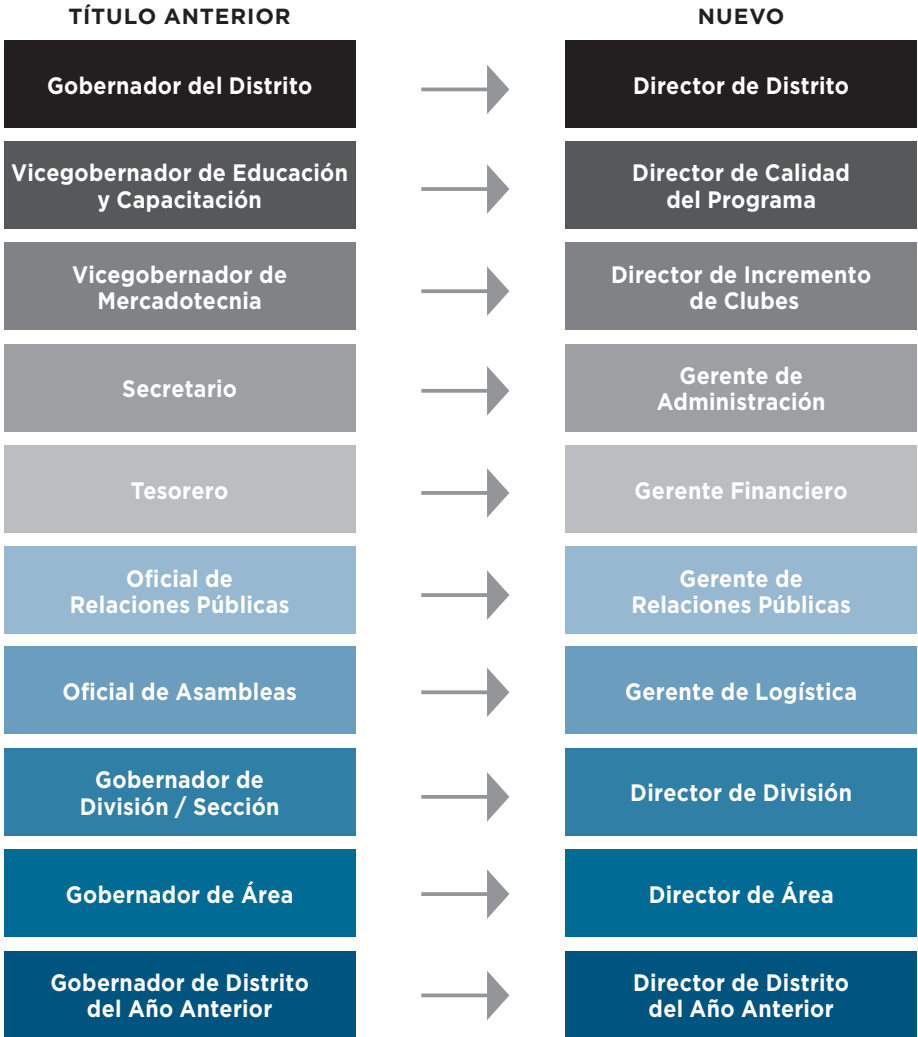 TÍTULO ANTERIOR
NUEVO
Gobernador del Distrito
Director de Distrito
Vicegobernador de Educación
y Capacitación
Director de Calidad
del Programa
Vicegobernador de
Mercadotecnia
Director de Incremento
de Clubes
Secretario
Gerente de
Administración
Tesorero
Gerente Financiero
Oficial de
Relaciones Públicas
Gerente de
Relaciones Públicas
Oficial de Asambleas
Gerente de Logística
Gobernador de
División / Sección
Director de División
Gobernador de Área
Director de Área
Gobernador de Distrito
del Año Anterior
Director de Distrito
del Año Anterior